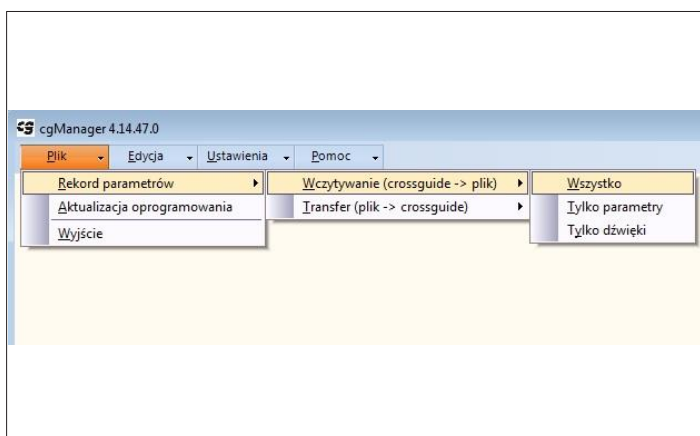 cg cgManager 4.14.47.0
Plik Edycja Ustawienia Pomoc
Rekord parametrów Wczytywanie (crossguide -> plik) Wszystko
Aktualizacja oprogramowania Transfer (plik -> crossguide) Tylko parametry
Wyjście Tylko dźwięki